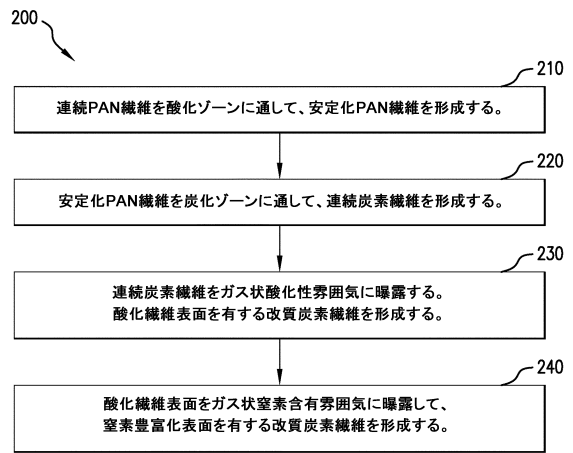 200
210
連続PAN繊維を酸化ゾーンに通して、安定化PAN繊維を形成する。
220
安定化PAN繊維を炭化ゾーンに通して、連続炭素繊維を形成する。
230
連続炭素繊維をガス状酸化性雰囲気に曝露する。
酸化繊維表面を有する改質炭素繊維を形成する。
240
酸化繊維表面をガス状窒素含有雰囲気に曝露して、
窒素豊富化表面を有する改質炭素繊維を形成する。